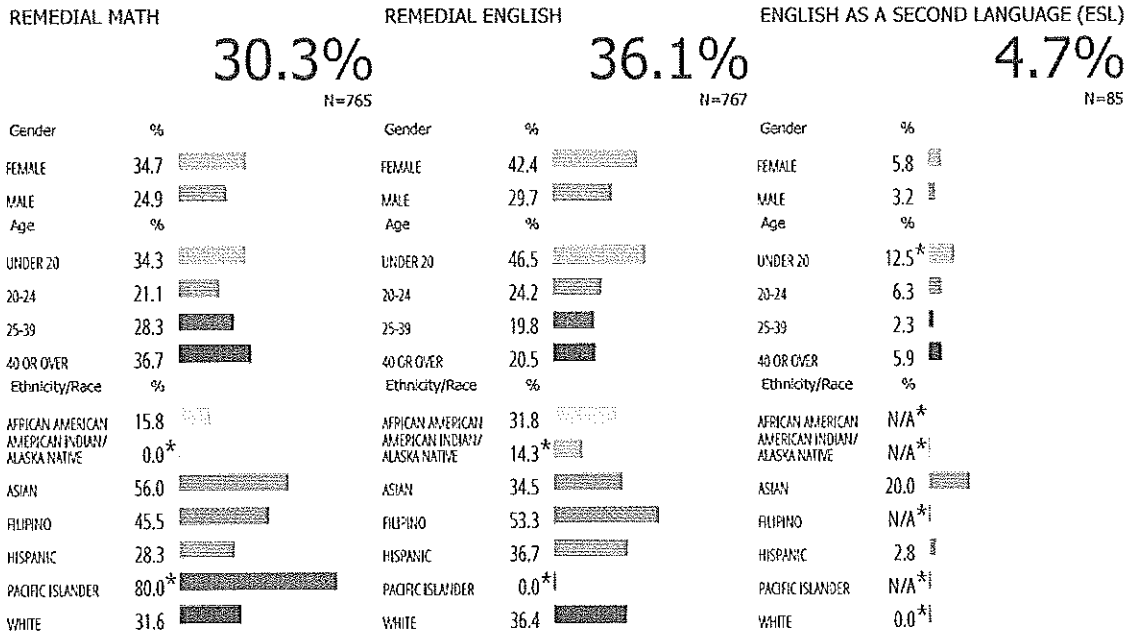 REMEDIAL MATH
30.3%
N=765
Gender %
FEMALE 34.7
MALE 24.9
Age %
UNDER 20 34.3
20-24 21.1
25-39 28.3
40 OR OVER 36.7
Ethnicity/Race %
AFRICAN AMERICAN 15.8
AMERICAN INDIAN/
ALASKA NATIVE 0.0*
ASIAN 56.0
FILIPINO 45.5
HISPANIC 28.3
PACIFIC ISLANDER 80.0*
WHITE 31.6
REMEDIAL ENGLISH
36.1%
N=767
Gender %
FEMALE 42.4
MALE 29.7
Age %
UNDER 20 46.5
20-24 24.2
25-39 19.8
40 OR OVER 20.5
Ethnicity/Race %
AFRICAN AMERICAN 31.8
AMERICAN INDIAN/
ALASKA NATIVE 14.3*
ASIAN 34.5
FILIPINO 53.3
HISPANIC 36.7
PACIFIC ISLANDER 0.0*
WHITE 36.4
ENGLISH AS A SECOND LANGUAGE (ESL)
4.7%
N=85
Gender %
FEMALE 5.8
MALE 3.2
Age %
UNDER 20 12.5*
20-24 6.3
25-39 2.3
40 OR OVER 5.9
Ethnicity/Race %
AFRICAN AMERICAN N/A*
AMERICAN INDIAN/
ALASKA NATIVE N/A*
ASIAN 20.0
FILIPINO N/A*
HISPANIC 2.8
PACIFIC ISLANDER N/A*
WHITE 0.0*